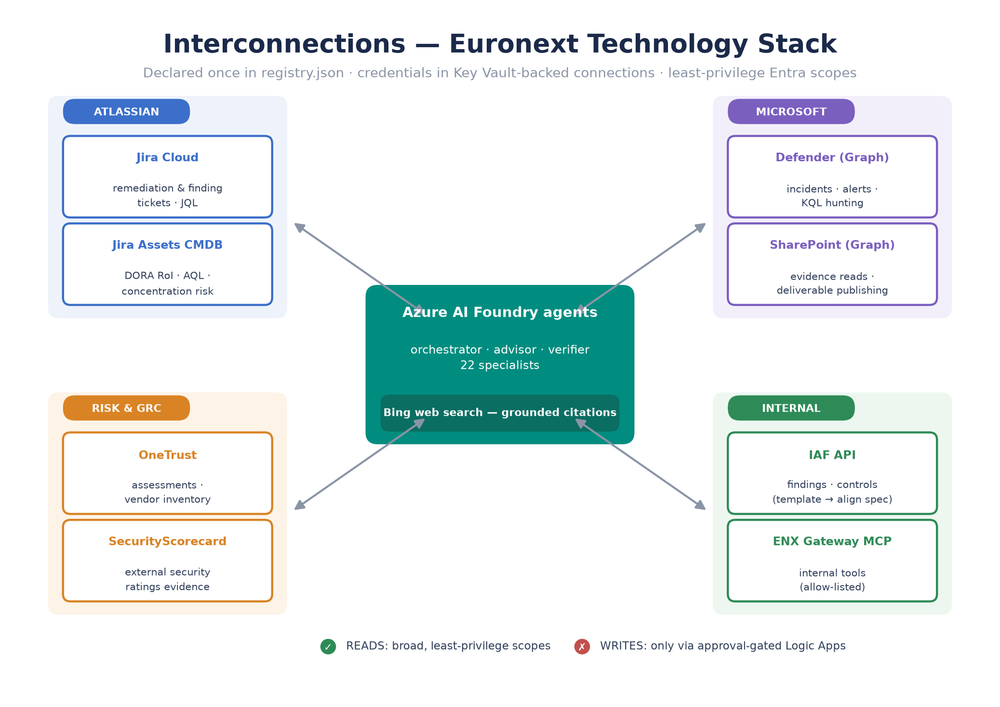 Interconnections — Euronext Technology Stack
Declared once in registry.json · credentials in Key Vault-backed connections · least-privilege Entra scopes
ATLASSIAN
Jira Cloud
remediation & finding
tickets · JQL
Jira Assets CMDB
DORA RoI · AQL ·
concentration risk
MICROSOFT
Defender (Graph)
incidents · alerts ·
KQL hunting
SharePoint (Graph)
evidence reads ·
deliverable publishing
Azure AI Foundry agents
orchestrator · advisor · verifier
22 specialists
Bing web search — grounded citations
RISK & GRC
OneTrust
assessments ·
vendor inventory
SecurityScorecard
external security
ratings evidence
INTERNAL
IAF API
findings · controls
(template → align spec)
ENX Gateway MCP
internal tools
(allow-listed)
✓ READS: broad, least-privilege scopes
✗ WRITES: only via approval-gated Logic Apps